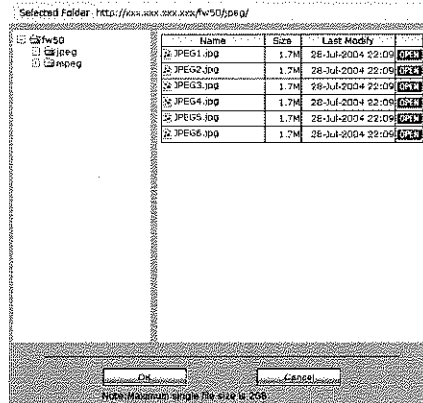 Selected Folder http://xxx.xxx.xxx.xxx/fw50/jpeg/
fw50
jpeg
mpeg
Name Size Last Modify
JPEG1.jpg 1.7M 28-Jul-2004 22:09 OPEN
JPEG2.jpg 1.7M 28-Jul-2004 22:09 OPEN
JPEG3.jpg 1.7M 28-Jul-2004 22:09 OPEN
JPEG4.jpg 1.7M 28-Jul-2004 22:09 OPEN
JPEG5.jpg 1.7M 28-Jul-2004 22:09 OPEN
JPEG6.jpg 1.7M 28-Jul-2004 22:09 OPEN
OK Cancel
Note:Maximum single file size is 2GB